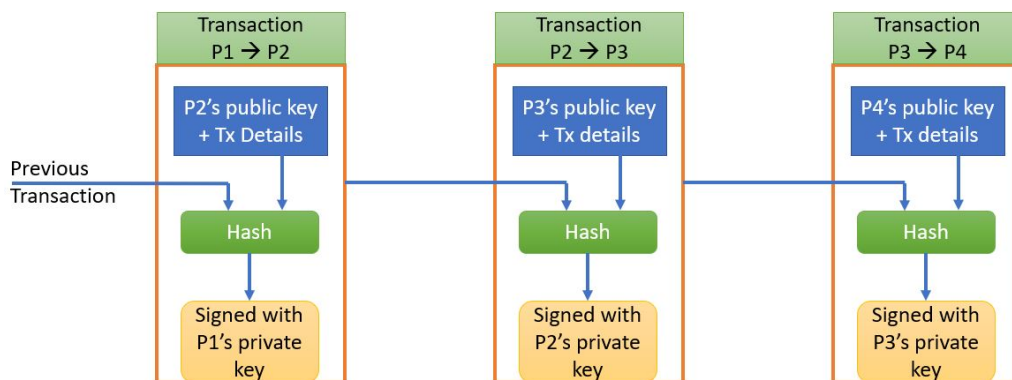 Transaction
P1 → P2
P2's public key
+ Tx Details
Previous
Transaction
Hash
Signed with
P1's private
key
Transaction
P2 → P3
P3's public key
+ Tx details
Hash
Signed with
P2's private
key
Transaction
P3 → P4
P4's public key
+ Tx details
Hash
Signed with
P3's private
key